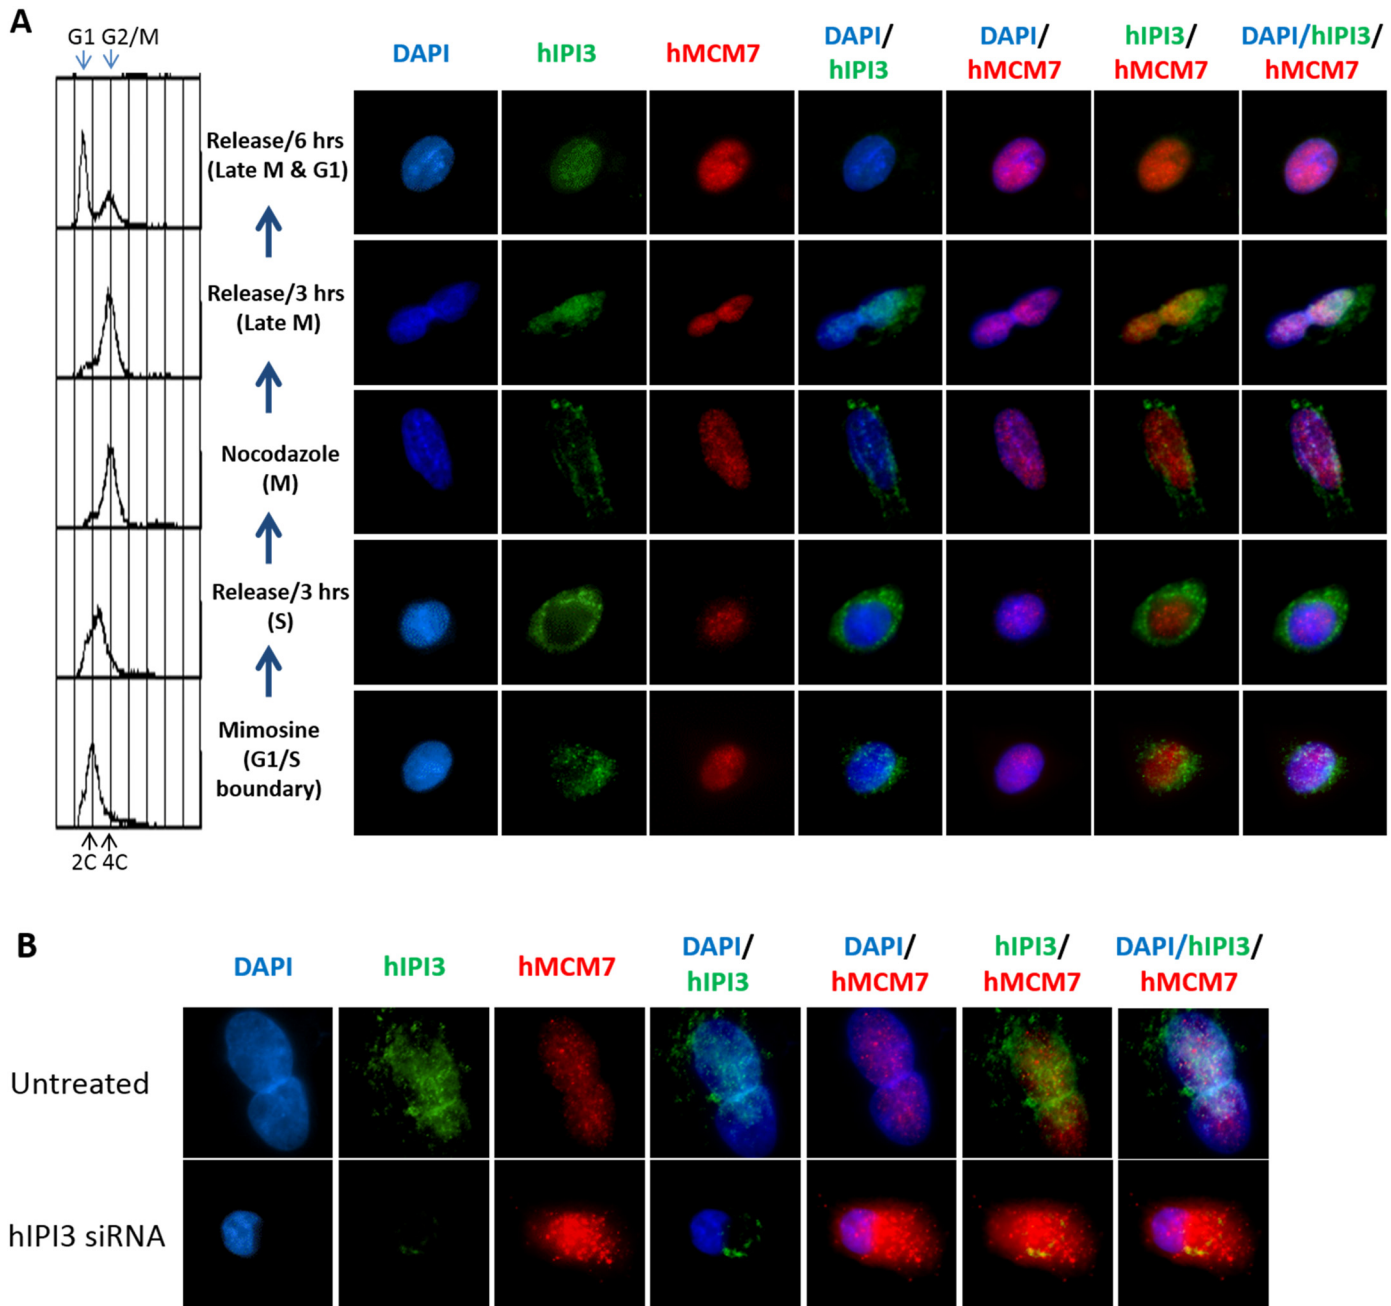 A
G1 G2/M
DAPI
hIPI3
hMCM7
DAPI/
hIPI3
DAPI/
hMCM7
hIPI3/
hMCM7
DAPI/hIPI3/
hMCM7
Release/6 hrs
(Late M & G1)
Release/3 hrs
(Late M)
Nocodazole
(M)
Release/3 hrs
(S)
Mimosine
(G1/S
boundary)
2C 4C
B
DAPI
hIPI3
hMCM7
DAPI/
hIPI3
DAPI/
hMCM7
hIPI3/
hMCM7
DAPI/hIPI3/
hMCM7
Untreated
hIPI3 siRNA